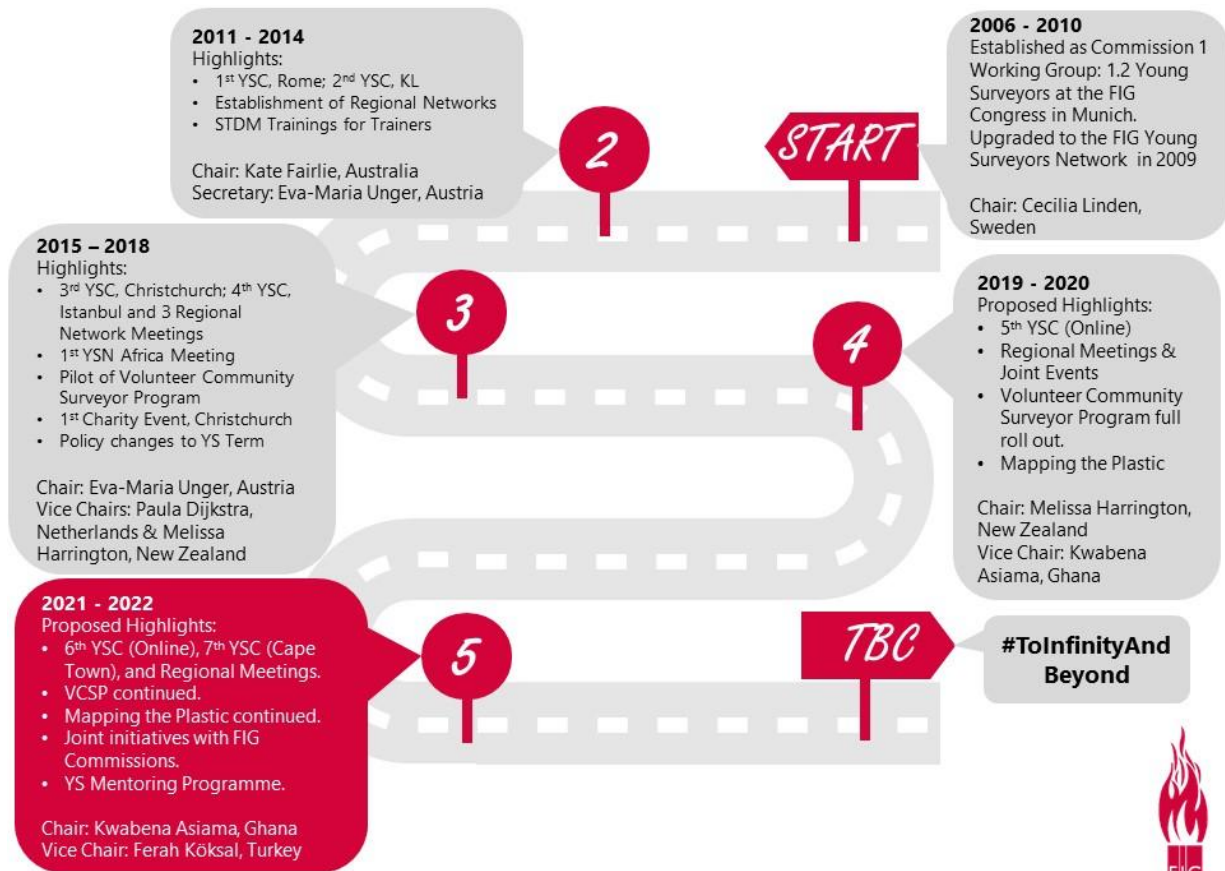 2006 - 2010
Established as Commission 1
Working Group: 1.2 Young
Surveyors at the FIG
Congress in Munich.
Upgraded to the FIG Young
Surveyors Network in 2009
Chair: Cecilia Linden,
Sweden
START
2011 - 2014
Highlights:
• 1st YSC, Rome; 2nd YSC, KL
• Establishment of Regional Networks
• STDM Trainings for Trainers
Chair: Kate Fairlie, Australia
Secretary: Eva-Maria Unger, Austria
2
2015 – 2018
Highlights:
• 3rd YSC, Christchurch; 4th YSC,
Istanbul and 3 Regional
Network Meetings
• 1st YSN Africa Meeting
• Pilot of Volunteer Community
Surveyor Program
• 1st Charity Event, Christchurch
• Policy changes to YS Term
Chair: Eva-Maria Unger, Austria
Vice Chairs: Paula Dijkstra,
Netherlands & Melissa
Harrington, New Zealand
3
4
2019 - 2020
Proposed Highlights:
• 5th YSC (Online)
• Regional Meetings &
Joint Events
• Volunteer Community
Surveyor Program full
roll out.
• Mapping the Plastic
Chair: Melissa Harrington,
New Zealand
Vice Chair: Kwabena
Asiama, Ghana
2021 - 2022
Proposed Highlights:
• 6th YSC (Online), 7th YSC (Cape
Town), and Regional Meetings.
• VCSP continued.
• Mapping the Plastic continued.
• Joint initiatives with FIG
Commissions.
• YS Mentoring Programme.
Chair: Kwabena Asiama, Ghana
Vice Chair: Ferah Köksal, Turkey
5
TBC
#ToInfinityAnd
Beyond
FIG